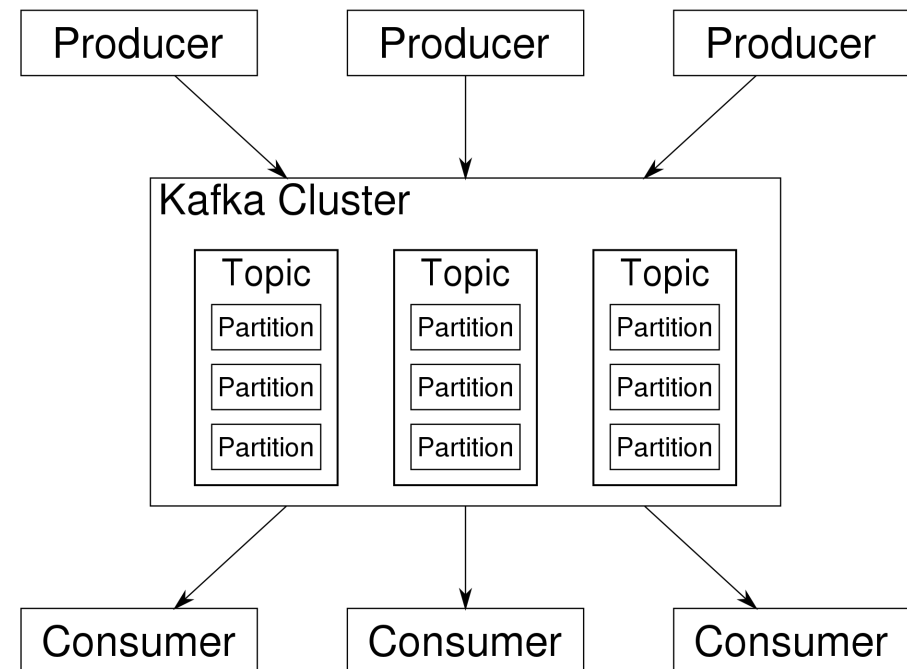 Producer Producer Producer
Kafka Cluster
Topic Topic Topic
Partition Partition Partition
Partition Partition Partition
Partition Partition Partition
Consumer Consumer Consumer